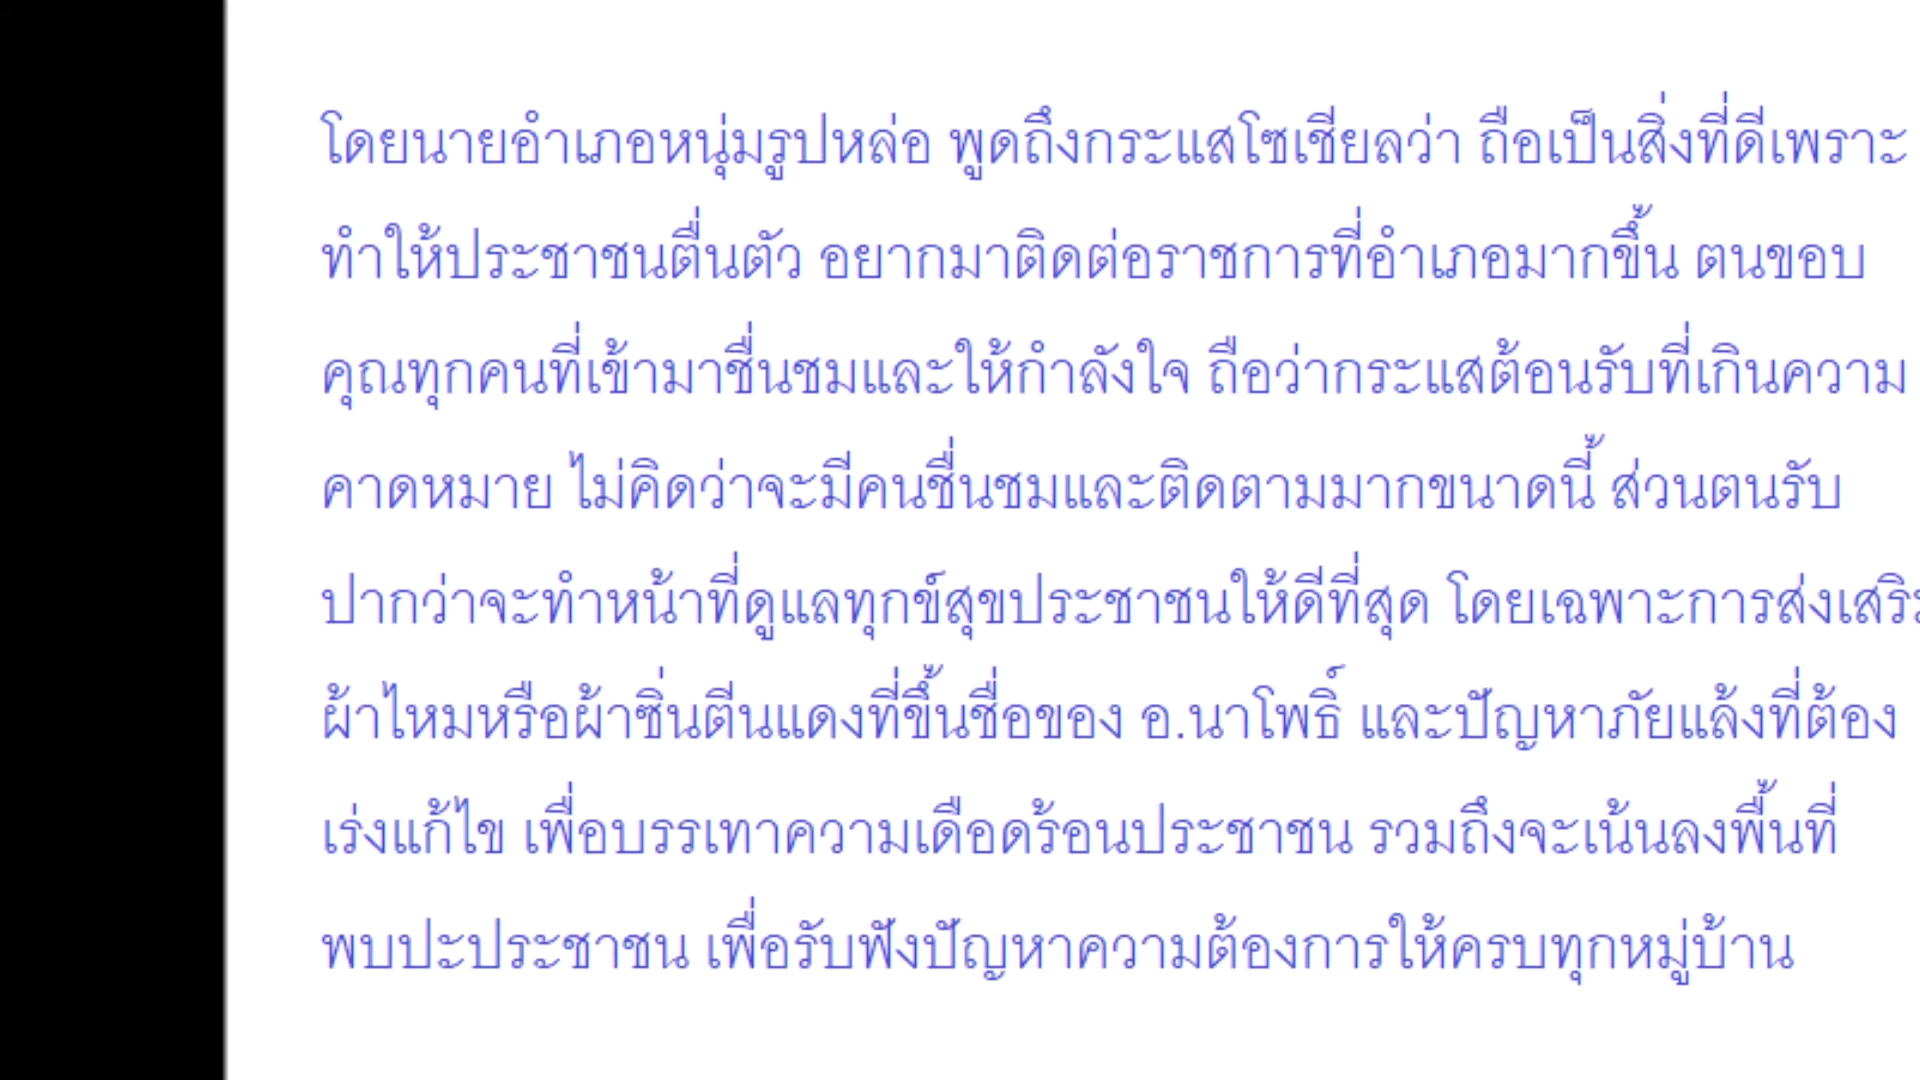 โดยนายอำเภอหนุ่มรูปหล่อ พูดถึงกระแสโซเชียลว่า ถือเป็นสิ่งที่ดีเพราะ
ทำให้ประชาชนตื่นตัว อยากมาติดต่อราชการที่อำเภอมากขึ้น ตนขอบ
คุณทุกคนที่เข้ามาชื่นชมและให้กำลังใจ ถือว่ากระแสต้อนรับที่เกินความ
คาดหมาย ไม่คิดว่าจะมีคนชื่นชมและติดตามมากขนาดนี้ ส่วนตนรับ
ปากว่าจะทำหน้าที่ดูแลทุกข์สุขประชาชนให้ดีที่สุด โดยเฉพาะการส่งเสริม
ผ้าไหมหรือผ้าซิ่นตีนแดงที่ขึ้นชื่อของ อ.นาโพธิ์ และปัญหาภัยแล้งที่ต้อง
เร่งแก้ไข เพื่อบรรเทาความเดือดร้อนประชาชน รวมถึงจะเน้นลงพื้นที่
พบปะประชาชน เพื่อรับฟังปัญหาความต้องการให้ครบทุกหมู่บ้าน